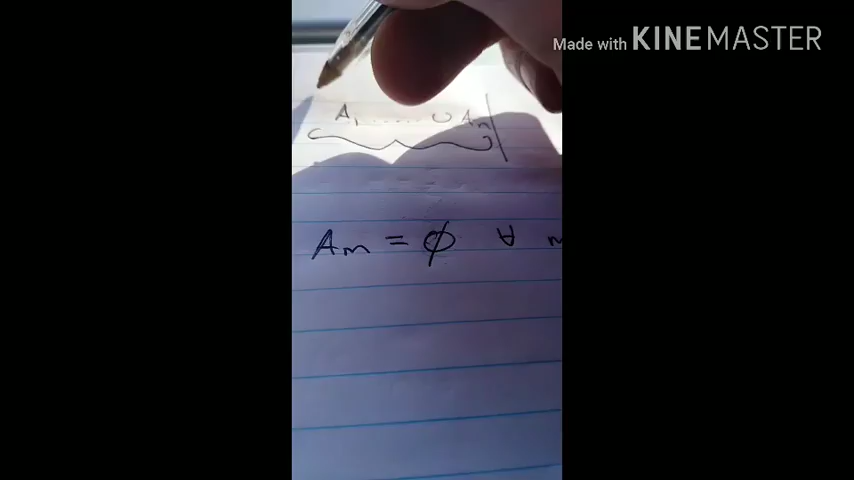 Made with KINEMASTER
A₁ ..... ∪ Aₙ
Aₘ = ∅ ∀